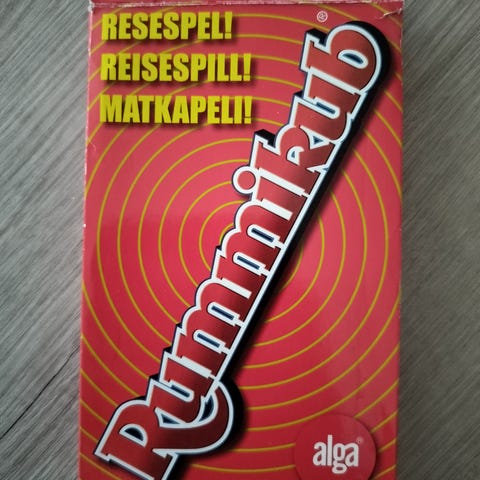 RESESPEL!
REISESPILL!
MATKAPELI!
Rummikub®
alga®